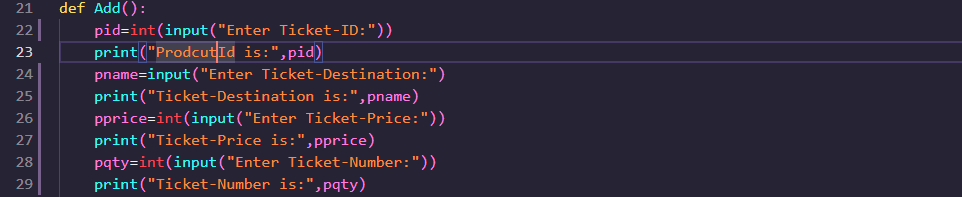 21 def Add():
22 pid=int(input("Enter Ticket-ID:"))
23 print("ProdcutId is:",pid)
24 pname=input("Enter Ticket-Destination:")
25 print("Ticket-Destination is:",pname)
26 pprice=int(input("Enter Ticket-Price:"))
27 print("Ticket-Price is:",pprice)
28 pqty=int(input("Enter Ticket-Number:"))
29 print("Ticket-Number is:",pqty)